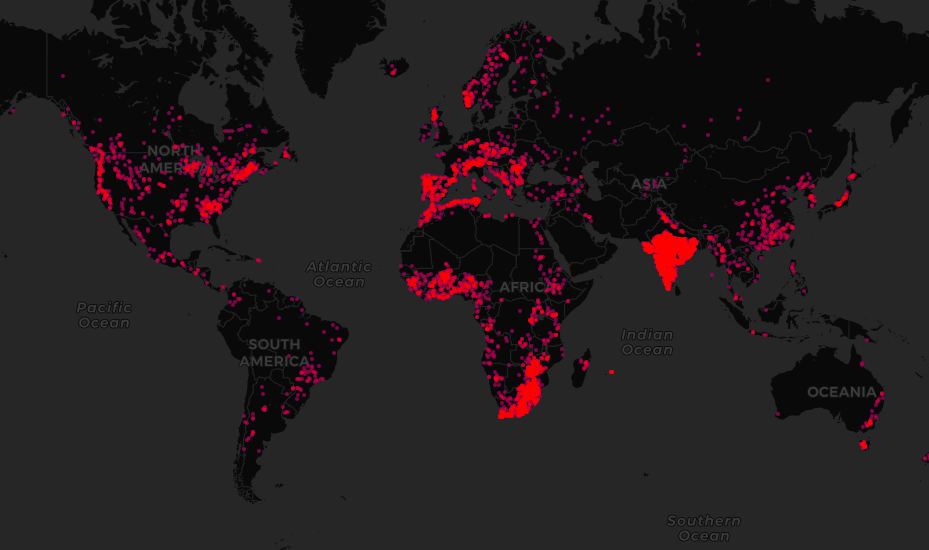 NORTH
AMERICA
ASIA
Atlantic
Ocean
AFRICA
Pacific
Ocean
Indian
Ocean
SOUTH
AMERICA
OCEANIA
Southern
Ocean